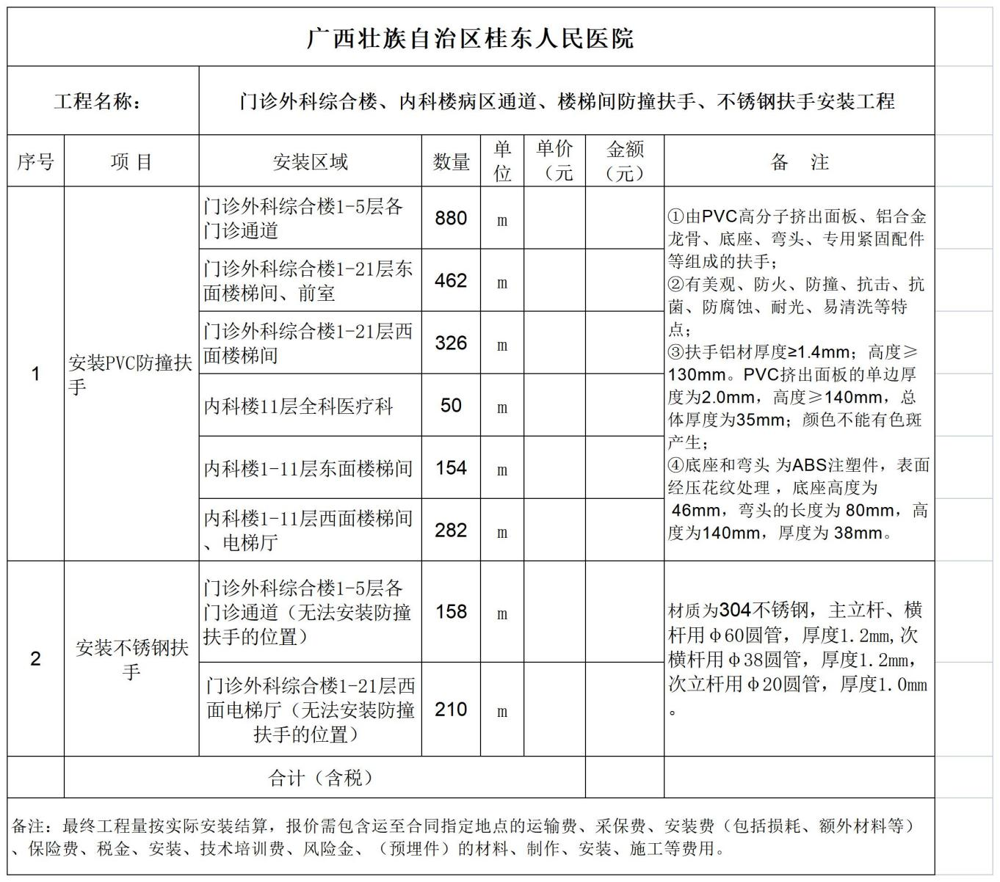 广西壮族自治区桂东人民医院
工程名称:
门诊外科综合楼、内科楼病区通道、楼梯间防撞扶手、不锈钢扶手安装工程
序号
项 目
安装区域
数量
单
位
单价
（元
金额
（元）
备 注
1
安装PVC防撞扶
手
门诊外科综合楼1-5层各
门诊通道
880
m
门诊外科综合楼1-21层东
面楼梯间、前室
462
m
门诊外科综合楼1-21层西
面楼梯间
326
m
内科楼11层全科医疗科
50
m
内科楼1-11层东面楼梯间
154
m
内科楼1-11层西面楼梯间
、电梯厅
282
m
①由PVC高分子挤出面板、铝合金
龙骨、底座、弯头、专用紧固配件
等组成的扶手；
②有美观、防火、防撞、抗击、抗
菌、防腐蚀、耐光、易清洗等特
点；
③扶手铝材厚度≥1.4mm；高度≥
130mm。PVC挤出面板的单边厚
度为2.0mm，高度≥140mm，总
体厚度为35mm；颜色不能有色斑
产生；
④底座和弯头 为ABS注塑件，表面
经压花纹处理 ，底座高度为
46mm，弯头的长度为 80mm，高
度为140mm，厚度为 38mm。
2
安装不锈钢扶
手
门诊外科综合楼1-5层各
门诊通道（无法安装防撞
扶手的位置）
158
m
门诊外科综合楼1-21层西
面电梯厅（无法安装防撞
扶手的位置）
210
m
材质为304不锈钢，主立杆、横
杆用φ60圆管，厚度1.2mm,次
横杆用φ38圆管，厚度1.2mm，
次立杆用φ20圆管，厚度1.0mm
。
合计（含税）
备注：最终工程量按实际安装结算，报价需包含运至合同指定地点的运输费、采保费、安装费（包括损耗、额外材料等）
、保险费、税金、安装、技术培训费、风险金、（预埋件）的材料、制作、安装、施工等费用。